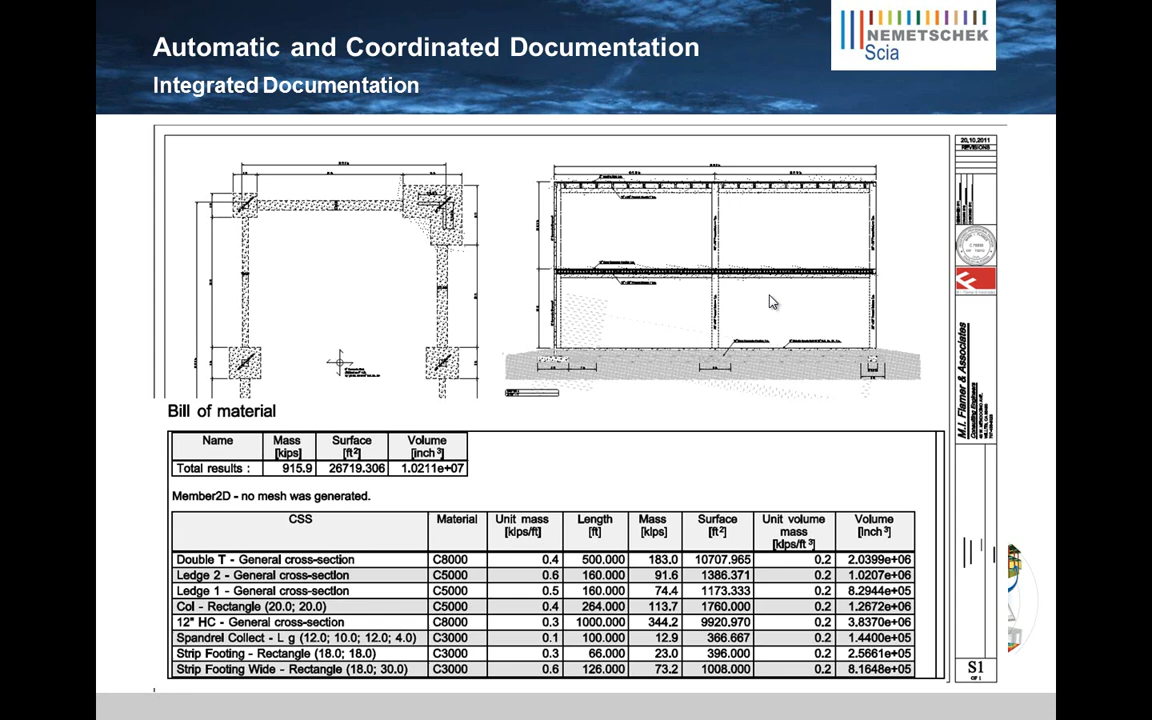 Automatic and Coordinated Documentation
Integrated Documentation
NEMETSCHEK
Scia
20,10,2011
REVISIONS
M.I. Flamer & Associates
Consulting Engineers
Bill of material
Name Mass [kips] Surface [ft²] Volume [inch³]
Total results : 915.9 26719.306 1.0211e+07
Member2D - no mesh was generated.
CSS Material Unit mass [kips/ft] Length [ft] Mass [kips] Surface [ft²] Unit volume mass [kips/ft³] Volume [inch³]
Double T - General cross-section C8000 0.4 500.000 183.0 10707.965 0.2 2.0399e+06
Ledge 2 - General cross-section C5000 0.6 160.000 91.6 1386.371 0.2 1.0207e+06
Ledge 1 - General cross-section C5000 0.5 160.000 74.4 1173.333 0.2 8.2944e+05
Col - Rectangle (20.0; 20.0) C5000 0.4 264.000 113.7 1760.000 0.2 1.2672e+06
12" HC - General cross-section C8000 0.3 1000.000 344.2 9920.970 0.2 3.8370e+06
Spandrel Collect - L g (12.0; 10.0; 12.0; 4.0) C3000 0.1 100.000 12.9 366.667 0.2 1.4400e+05
Strip Footing - Rectangle (18.0; 18.0) C3000 0.3 66.000 23.0 396.000 0.2 2.5661e+05
Strip Footing Wide - Rectangle (18.0; 30.0) C3000 0.6 126.000 73.2 1008.000 0.2 8.1648e+05
S1
OF 1